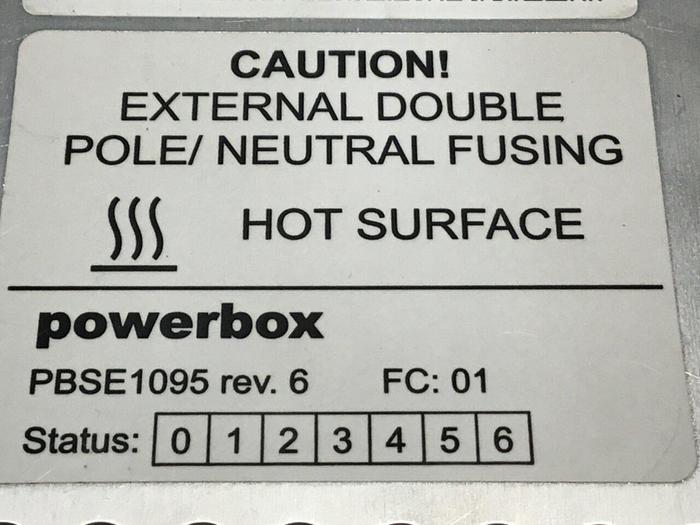 CAUTION!
EXTERNAL DOUBLE
POLE/ NEUTRAL FUSING
HOT SURFACE
powerbox
PBSE1095 rev. 6 FC: 01
Status: 0 1 2 3 4 5 6